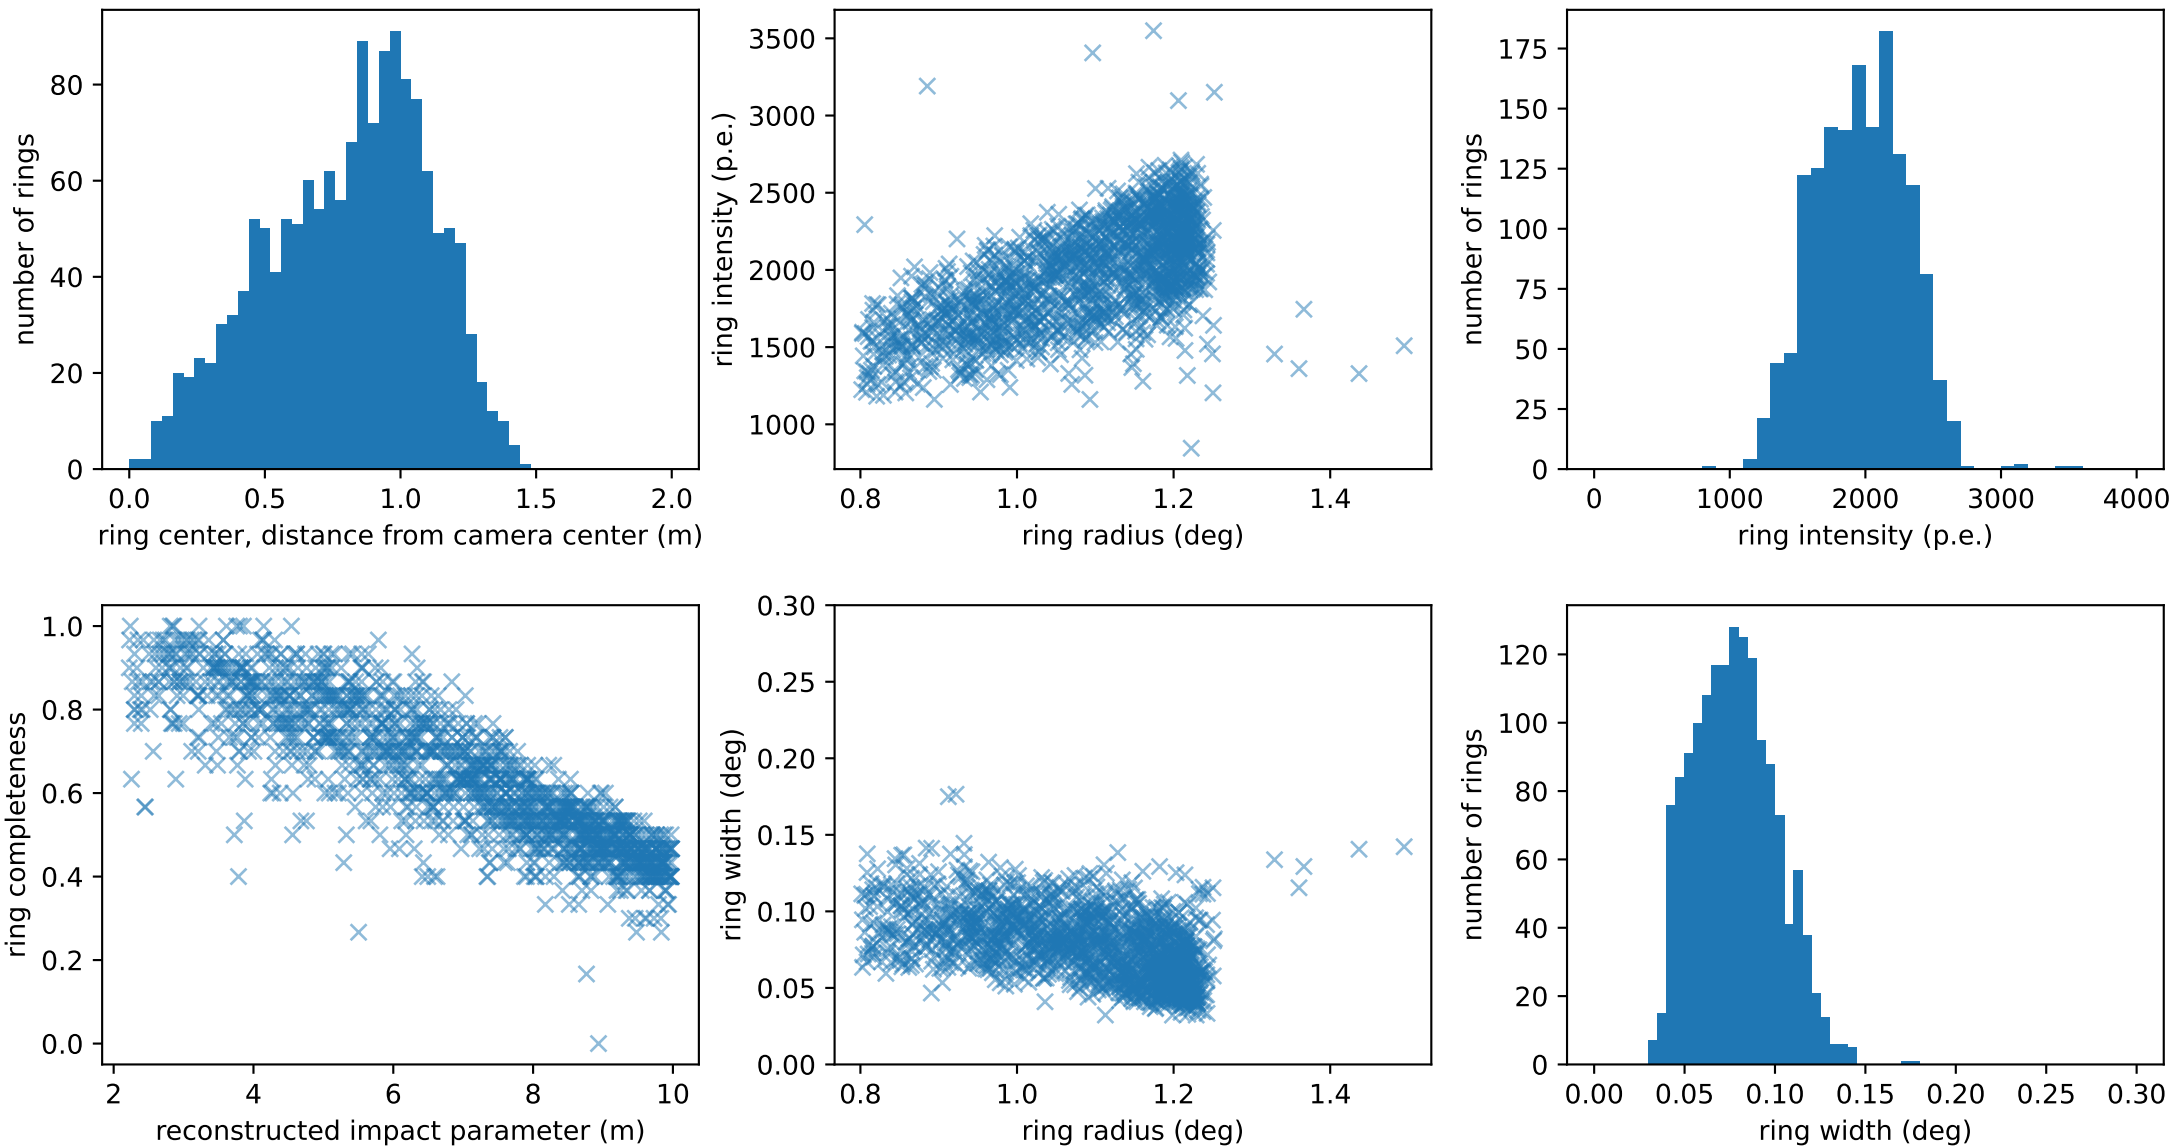 number of rings
80
60
40
20
0
0.0 0.5 1.0 1.5 2.0
ring center, distance from camera center (m)
ring intensity (p.e.)
3500
3000
2500
2000
1500
1000
0.8 1.0 1.2 1.4
ring radius (deg)
number of rings
175
150
125
100
75
50
25
0
0 1000 2000 3000 4000
ring intensity (p.e.)
ring completeness
1.0
0.8
0.6
0.4
0.2
0.0
2 4 6 8 10
reconstructed impact parameter (m)
ring width (deg)
0.30
0.25
0.20
0.15
0.10
0.05
0.00
0.8 1.0 1.2 1.4
ring radius (deg)
number of rings
120
100
80
60
40
20
0
0.00 0.05 0.10 0.15 0.20 0.25 0.30
ring width (deg)